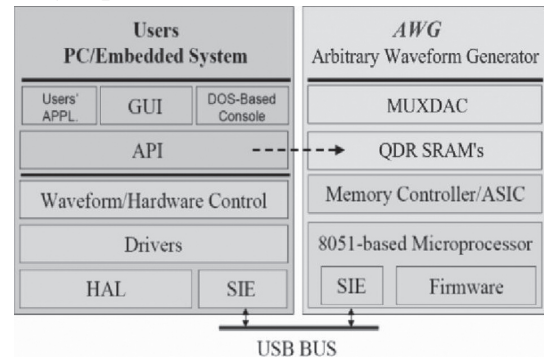 Users
PC/Embedded System
Users'
APPL.
GUI
DOS-Based
Console
API
Waveform/Hardware Control
Drivers
HAL
SIE
AWG
Arbitrary Waveform Generator
MUXDAC
QDR SRAM's
Memory Controller/ASIC
8051-based Microprocessor
SIE
Firmware
USB BUS